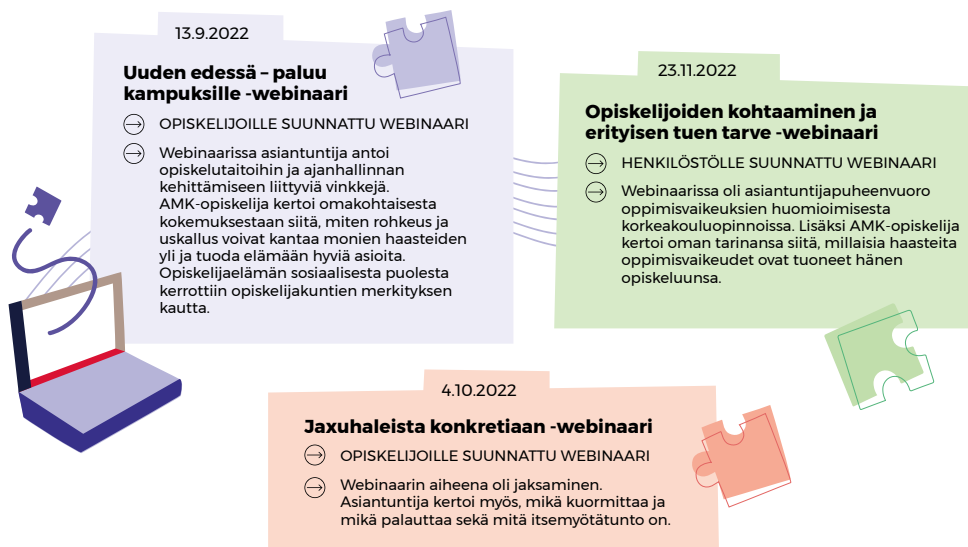 13.9.2022
Uuden edessä – paluu
kampuksille -webinaari
OPISKELIJOILLE SUUNNATTU WEBINAARI
Webinaarissa asiantuntija antoi
opiskelutaitoihin ja ajanhallinnan
kehittämiseen liittyviä vinkkejä.
AMK-opiskelija kertoi omakohtaisesta
kokemuksestaan siitä, miten rohkeus ja
uskallus voivat kantaa monien haasteiden
yli ja tuoda elämään hyviä asioita.
Opiskelijaelämän sosiaalisesta puolesta
kerrottiin opiskelijakuntien merkityksen
kautta.
23.11.2022
Opiskelijoiden kohtaaminen ja
erityisen tuen tarve -webinaari
HENKILÖSTÖLLE SUUNNATTU WEBINAARI
Webinaarissa oli asiantuntijapuheenvuoro
oppimisvaikeuksien huomioimisesta
korkeakouluopinnoissa. Lisäksi AMK-opiskelija
kertoi oman tarinansa siitä, millaisia haasteita
oppimisvaikeudet ovat tuoneet hänen
opiskeluunsa.
4.10.2022
Jaxuhaleista konkretiaan -webinaari
OPISKELIJOILLE SUUNNATTU WEBINAARI
Webinaarin aiheena oli jaksaminen.
Asiantuntija kertoi myös, mikä kuormittaa ja
mikä palauttaa sekä mitä itsemyötätunto on.